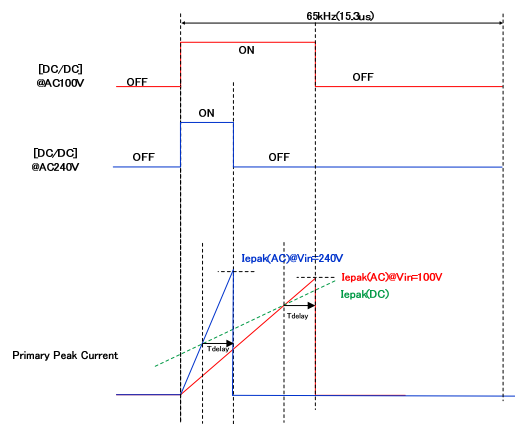 65kHz(15.3us)
ON
[DC/DC]
@AC100V
OFF
OFF
ON
[DC/DC]
@AC240V
OFF
OFF
Iepak(AC)@Vin=240V
Iepak(AC)@Vin=100V
Iepak(DC)
Tdelay
Tdelay
Primary Peak Current